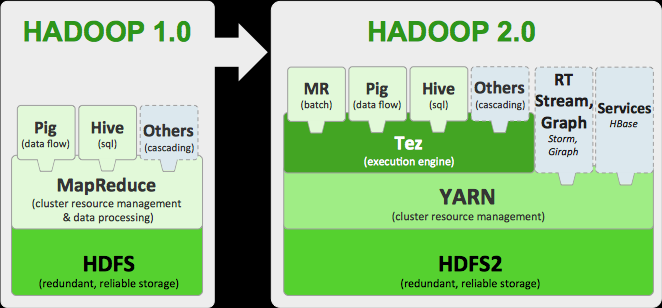 HADOOP 1.0
Pig
(data flow)
Hive
(sql)
Others
(cascading)
MapReduce
(cluster resource management
& data processing)
HDFS
(redundant, reliable storage)
HADOOP 2.0
MR
(batch)
Pig
(data flow)
Hive
(sql)
Others
(cascading)
RT
Stream,
Graph
Storm,
Giraph
Services
HBase
Tez
(execution engine)
YARN
(cluster resource management)
HDFS2
(redundant, reliable storage)